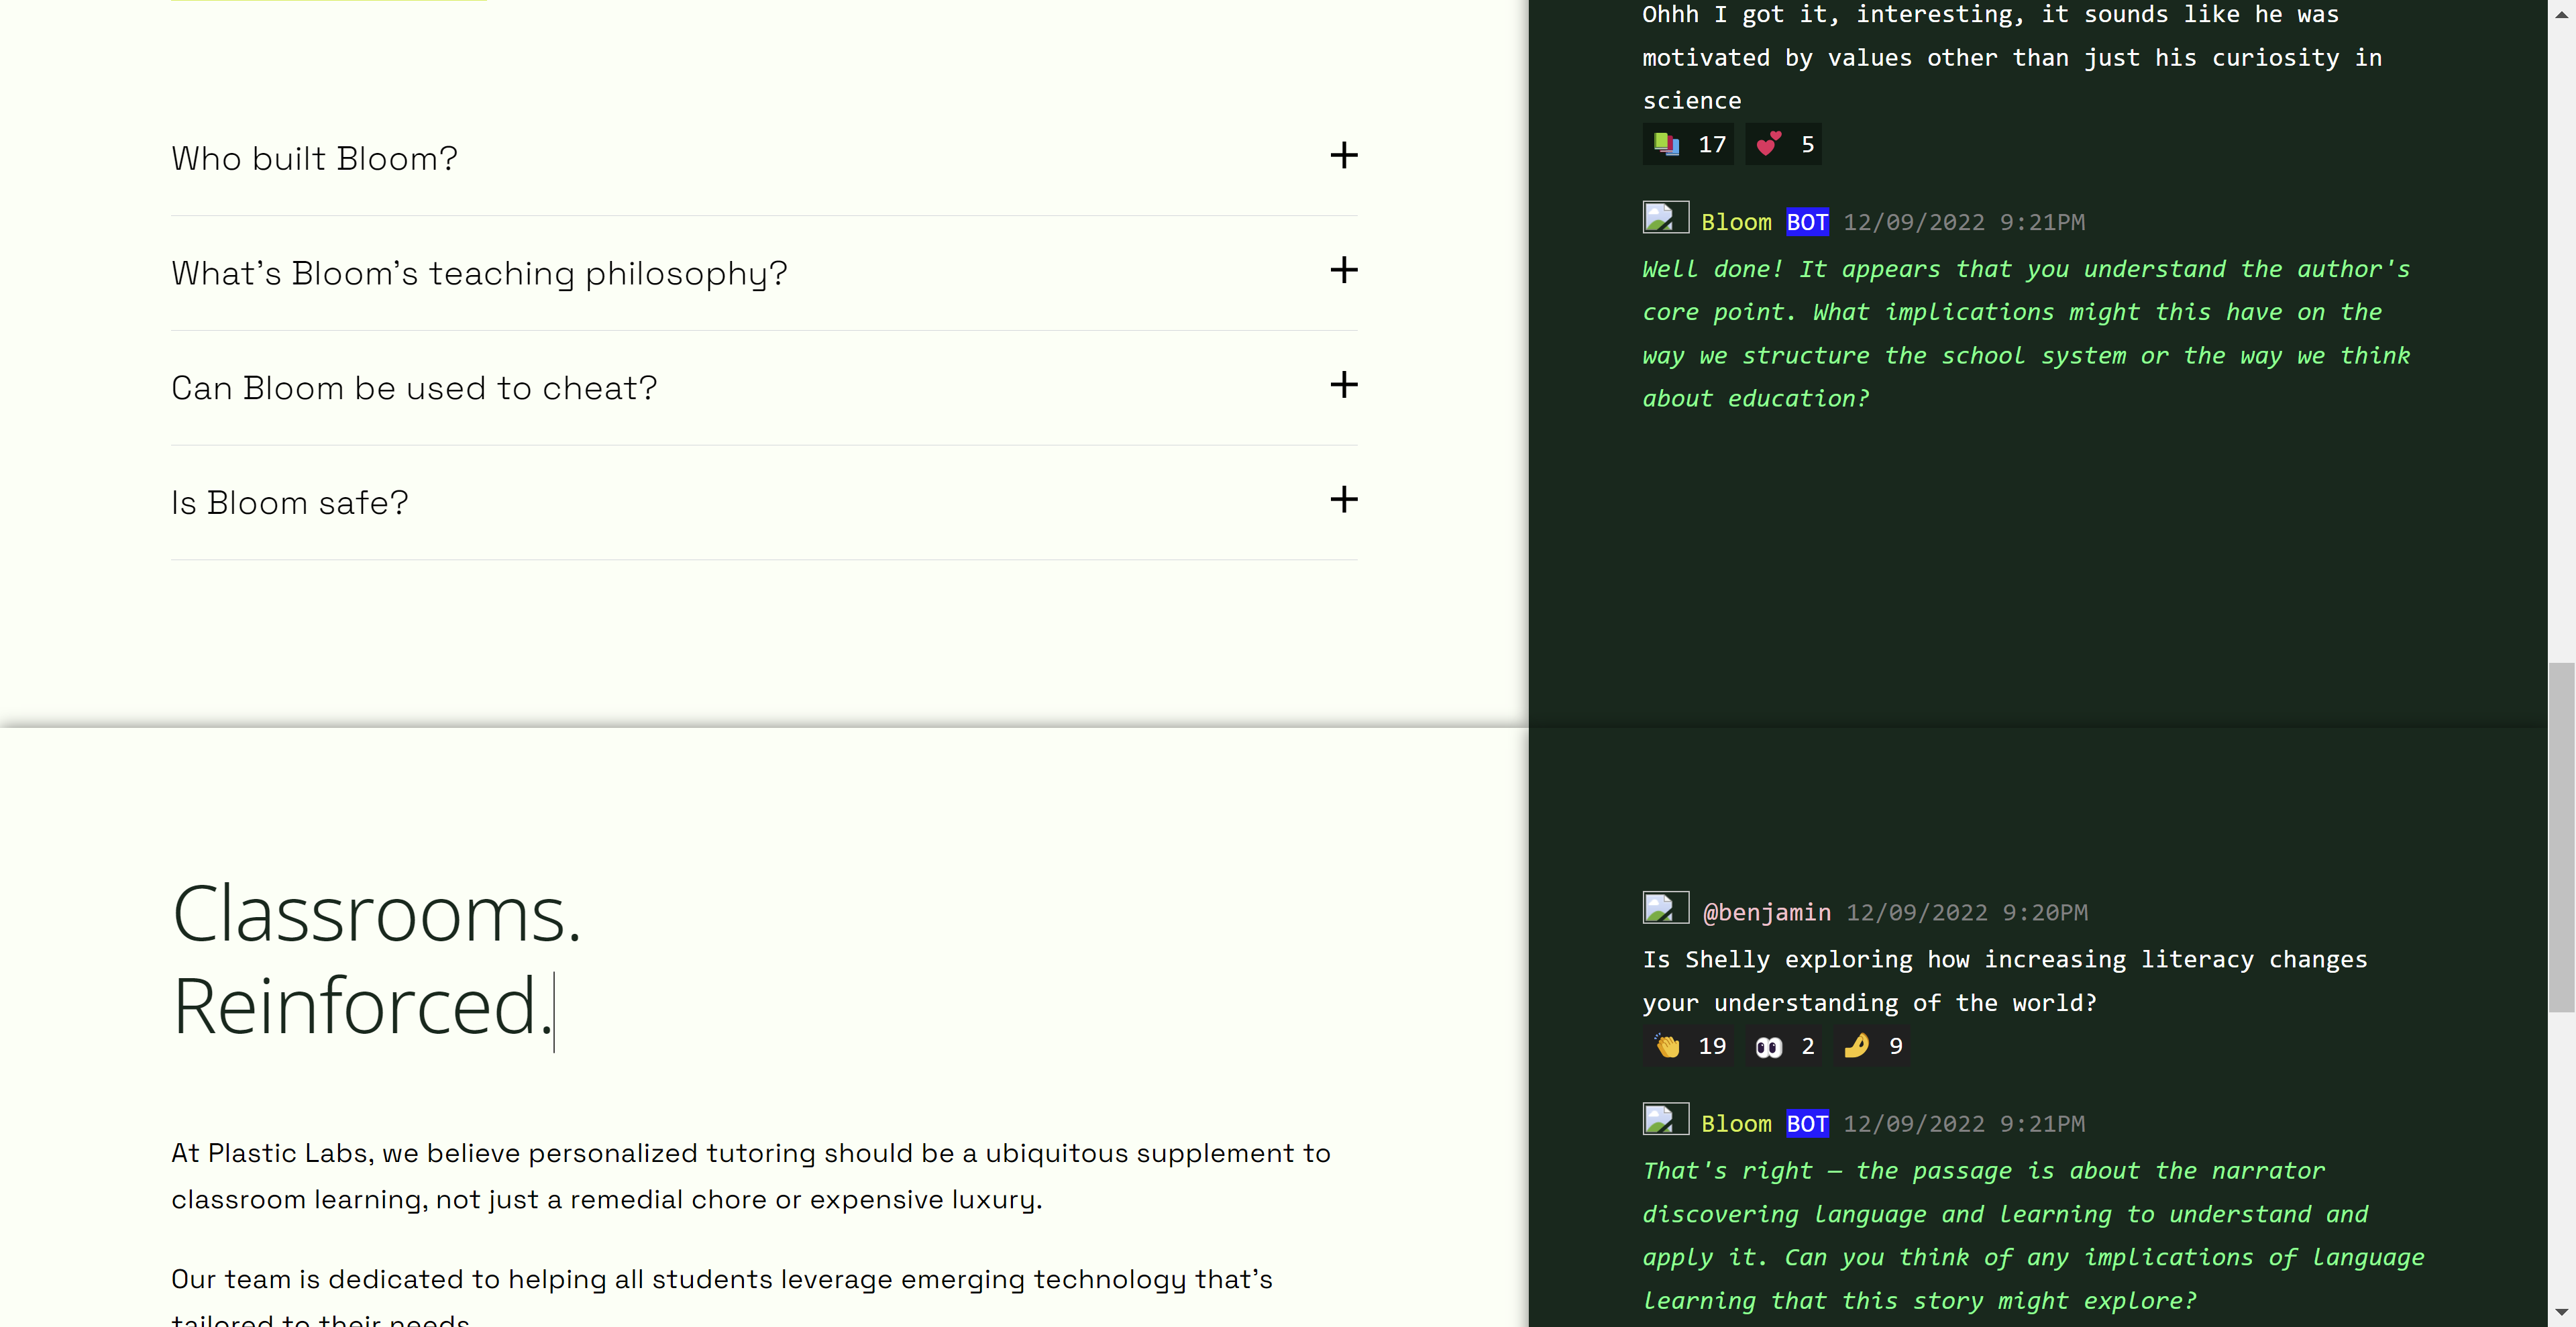 Who built Bloom?
What's Bloom's teaching philosophy?
Can Bloom be used to cheat?
Is Bloom safe?
Classrooms.
Reinforced.
At Plastic Labs, we believe personalized tutoring should be a ubiquitous supplement to
classroom learning, not just a remedial chore or expensive luxury.
Our team is dedicated to helping all students leverage emerging technology that's
tailored to their needs.
Ohhh I got it, interesting, it sounds like he was
motivated by values other than just his curiosity in
science
17 5
Bloom BOT 12/09/2022 9:21PM
Well done! It appears that you understand the author's
core point. What implications might this have on the
way we structure the school system or the way we think
about education?
@benjamin 12/09/2022 9:20PM
Is Shelly exploring how increasing literacy changes
your understanding of the world?
19 2 9
Bloom BOT 12/09/2022 9:21PM
That's right — the passage is about the narrator
discovering language and learning to understand and
apply it. Can you think of any implications of language
learning that this story might explore?